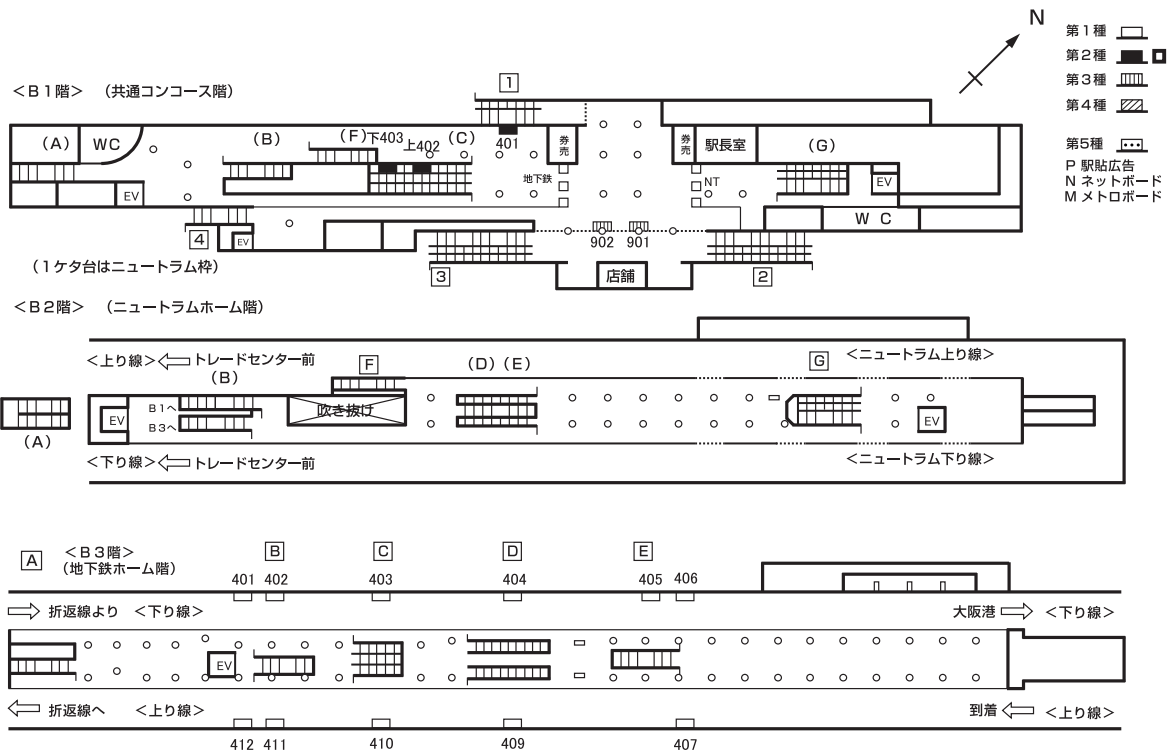 N
第1種
第2種
第3種
第4種
第5種
P 駅貼広告
N ネットボード
M メトロボード
<B1階> (共通コンコース階)
1
(A)
WC
(B)
(F)
下403
上402
(C)
401
券売
券売
駅長室
(G)
地下鉄
NT
EV
EV
WC
4
EV
902
901
(1ケタ台はニュートラム枠)
3
店舗
2
<B2階> (ニュートラムホーム階)
<上り線>
トレードセンター前
(B)
F
(D)(E)
G
<ニュートラム上り線>
B1へ
B3へ
EV
吹き抜け
EV
(A)
<下り線>
トレードセンター前
<ニュートラム下り線>
A
<B3階>
(地下鉄ホーム階)
B
C
D
E
401
402
403
404
405
406
折返線より <下り線>
大阪港
<下り線>
EV
折返線へ <上り線>
到着
<上り線>
412
411
410
409
407